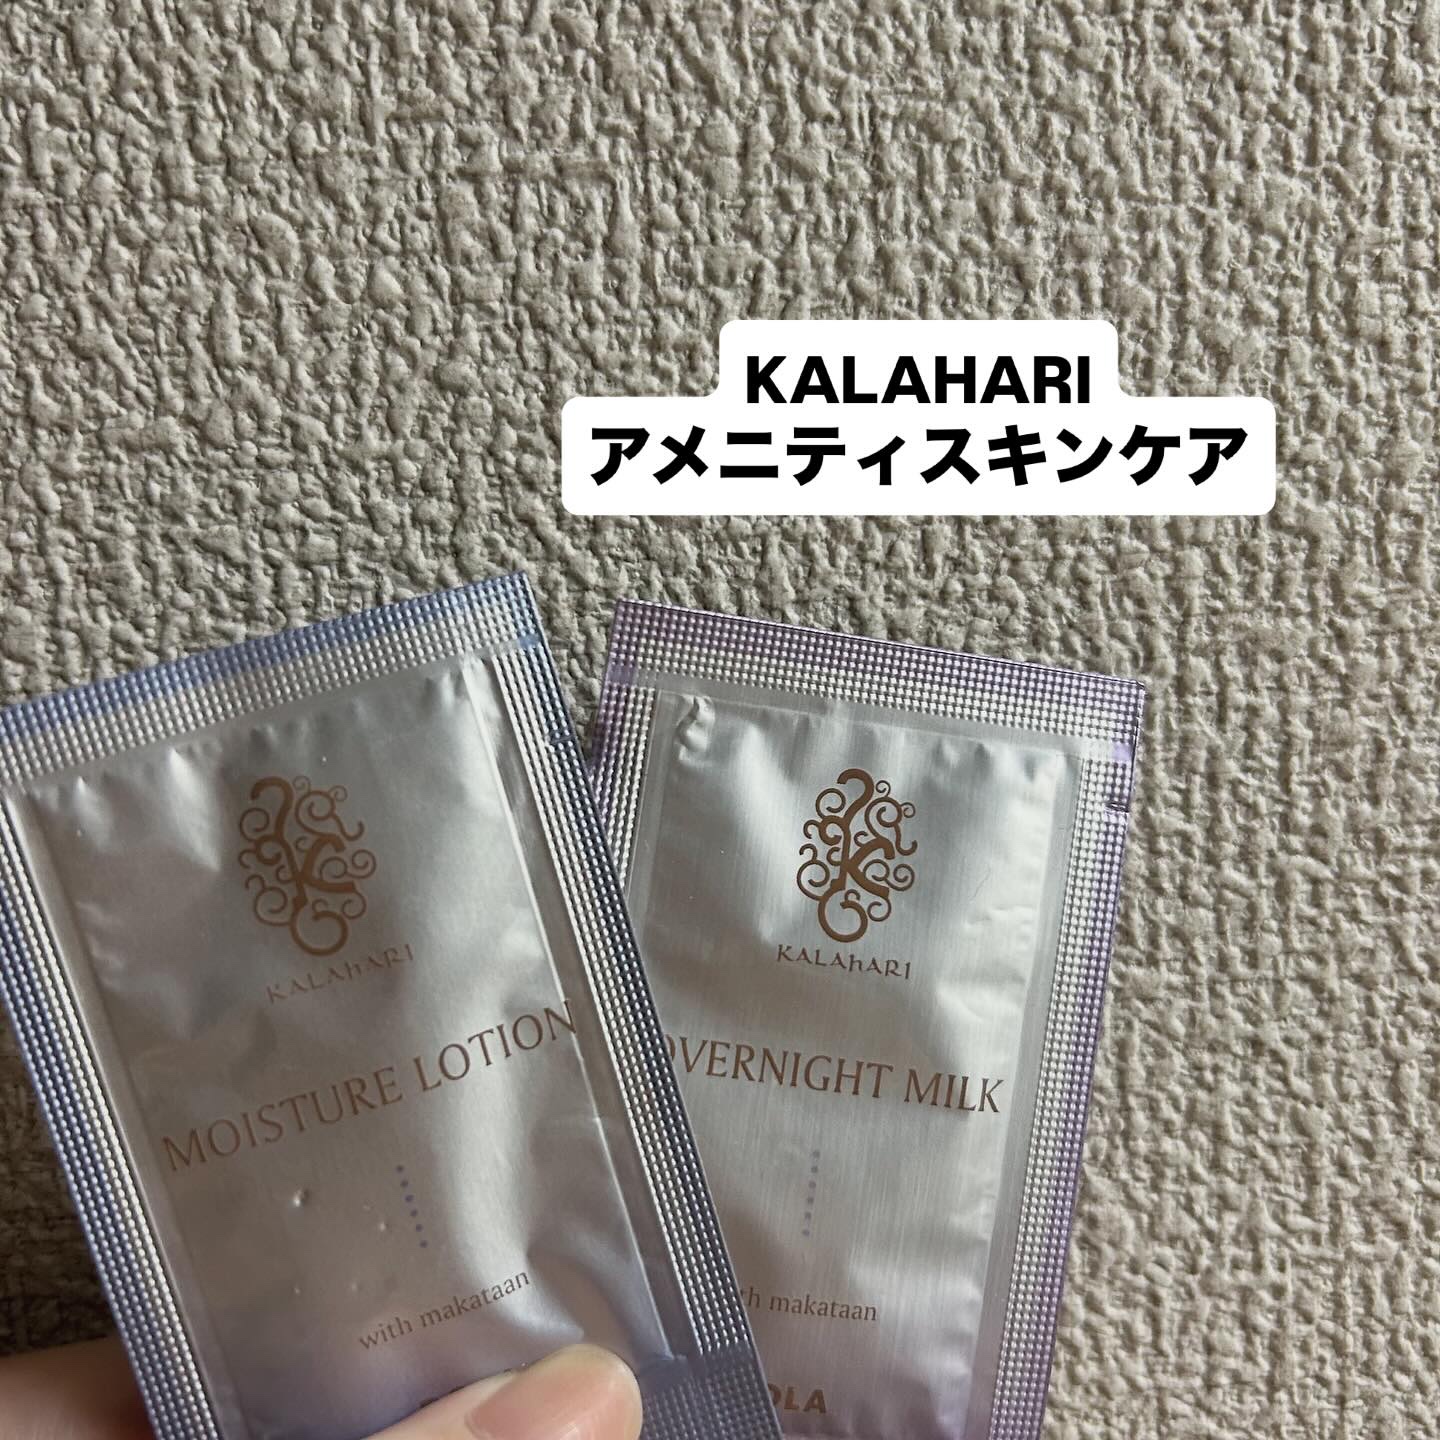 KALAHARI
アメニティスキンケア
KALAhARI
MOISTURE LOTION
with makataan
KALAhARI
OVERNIGHT MILK
makataan